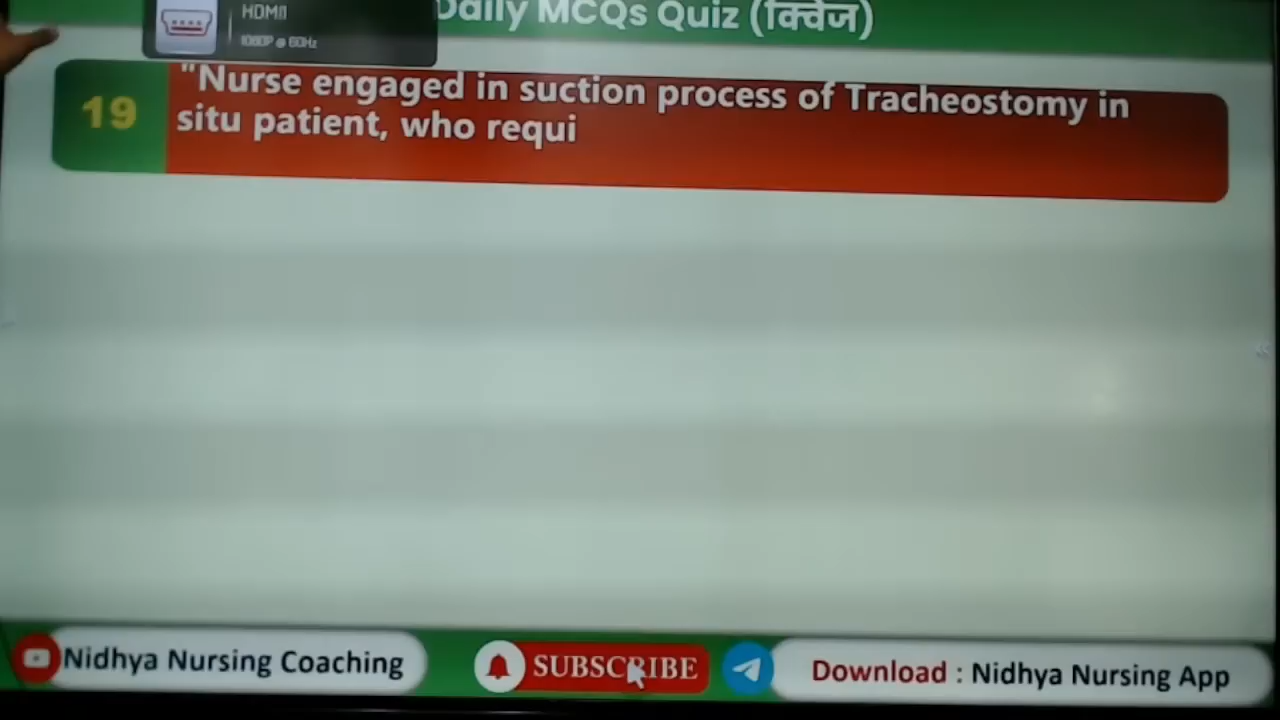 HDMI1
1080P @ 60Hz
Daily MCQs Quiz (क्विज)
19
"Nurse engaged in suction process of Tracheostomy in
situ patient, who requi
Nidhya Nursing Coaching
SUBSCRIBE
Download : Nidhya Nursing App